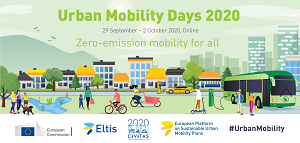 Urban Mobility Days 2020
29 September – 2 October 2020, Online
Zero-emission mobility for all
European
Commission
Eltis
2020
CIVITAS
European Platform
on Sustainable Urban
Mobility Plans
#UrbanMobility